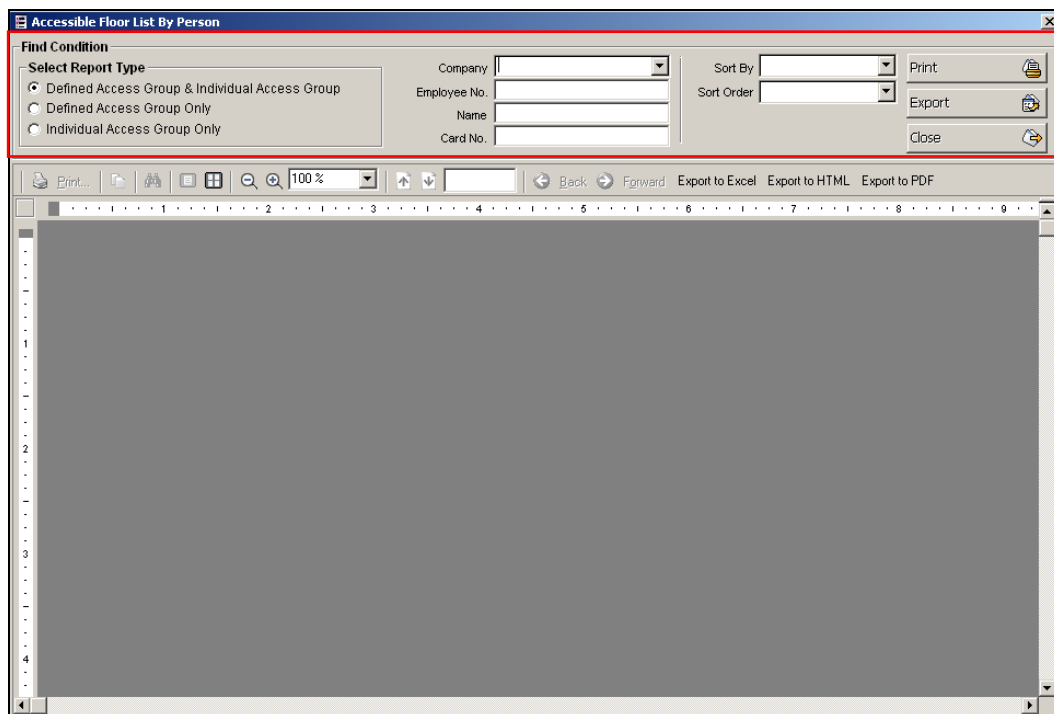 Accessible Floor List By Person
Find Condition
Select Report Type
Defined Access Group & Individual Access Group
Defined Access Group Only
Individual Access Group Only
Company
Employee No.
Name
Card No.
Sort By
Sort Order
Print
Export
Close
Print... 100 % Back Forward Export to Excel Export to HTML Export to PDF
1 2 3 4 5 6 7 8 9
1
2
3
4